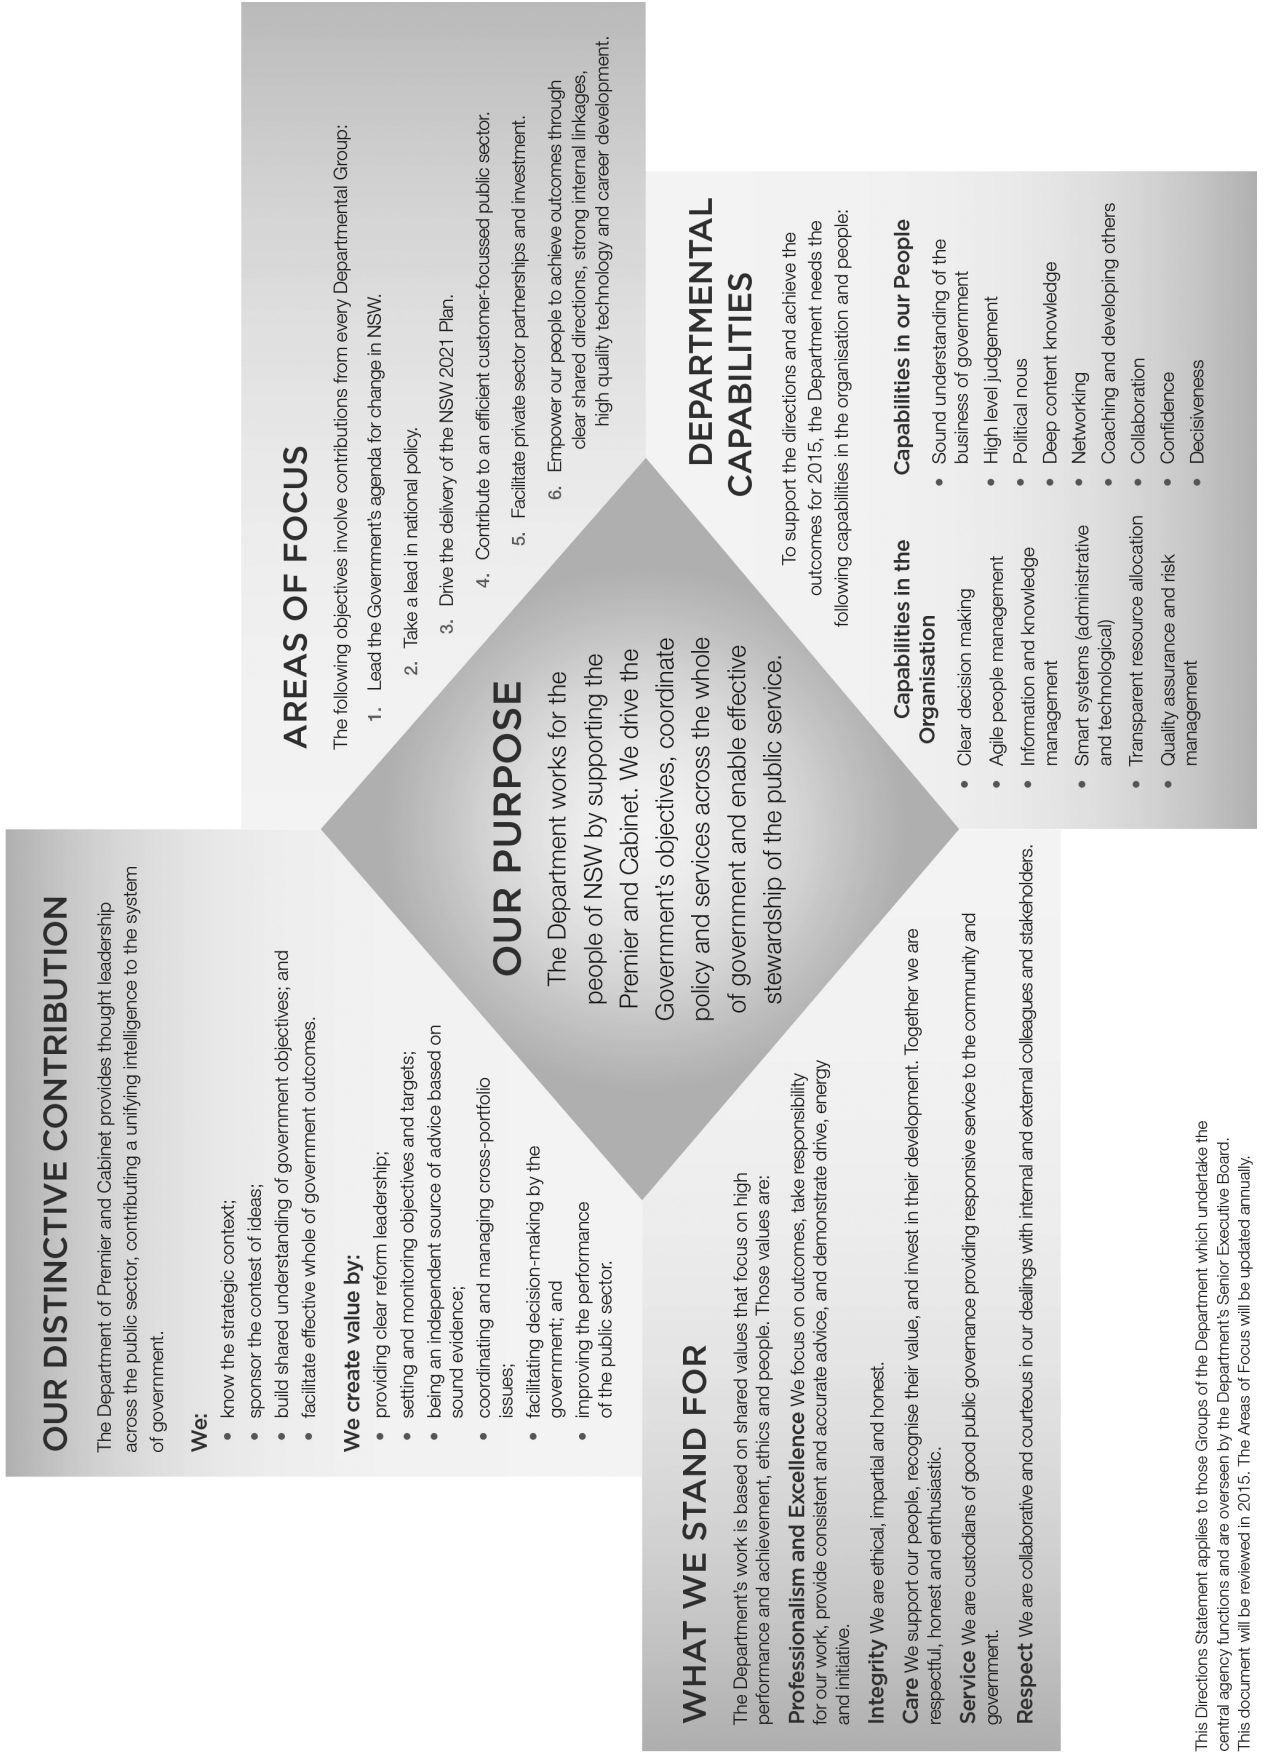 OUR DISTINCTIVE CONTRIBUTION
The Department of Premier and Cabinet provides thought leadership
across the public sector, contributing a unifying intelligence to the system
of government.
We:
• know the strategic context;
• sponsor the contest of ideas;
• build shared understanding of government objectives; and
• facilitate effective whole of government outcomes.
We create value by:
• providing clear reform leadership;
• setting and monitoring objectives and targets;
• being an independent source of advice based on
sound evidence;
• coordinating and managing cross-portfolio
issues;
• facilitating decision-making by the
government; and
• improving the performance
of the public sector.
AREAS OF FOCUS
The following objectives involve contributions from every Departmental Group:
1. Lead the Government's agenda for change in NSW.
2. Take a lead in national policy.
3. Drive the delivery of the NSW 2021 Plan.
4. Contribute to an efficient customer-focussed public sector.
5. Facilitate private sector partnerships and investment.
6. Empower our people to achieve outcomes through
clear shared directions, strong internal linkages,
high quality technology and career development.
OUR PURPOSE
The Department works for the
people of NSW by supporting the
Premier and Cabinet. We drive the
Government's objectives, coordinate
policy and services across the whole
of government and enable effective
stewardship of the public service.
WHAT WE STAND FOR
The Department's work is based on shared values that focus on high
performance and achievement, ethics and people. Those values are:
Professionalism and Excellence We focus on outcomes, take responsibility
for our work, provide consistent and accurate advice, and demonstrate drive, energy
and initiative.
Integrity We are ethical, impartial and honest.
Care We support our people, recognise their value, and invest in their development. Together we are
respectful, honest and enthusiastic.
Service We are custodians of good public governance providing responsive service to the community and
government.
Respect We are collaborative and courteous in our dealings with internal and external colleagues and stakeholders.
DEPARTMENTAL
CAPABILITIES
To support the directions and achieve the
outcomes for 2015, the Department needs the
following capabilities in the organisation and people:
Capabilities in the
Organisation
• Clear decision making
• Agile people management
• Information and knowledge
management
• Smart systems (administrative
and technological)
• Transparent resource allocation
• Quality assurance and risk
management
Capabilities in our People
• Sound understanding of the
business of government
• High level judgement
• Political nous
• Deep content knowledge
• Networking
• Coaching and developing others
• Collaboration
• Confidence
• Decisiveness
This Directions Statement applies to those Groups of the Department which undertake the
central agency functions and are overseen by the Department's Senior Executive Board.
This document will be reviewed in 2015. The Areas of Focus will be updated annually.